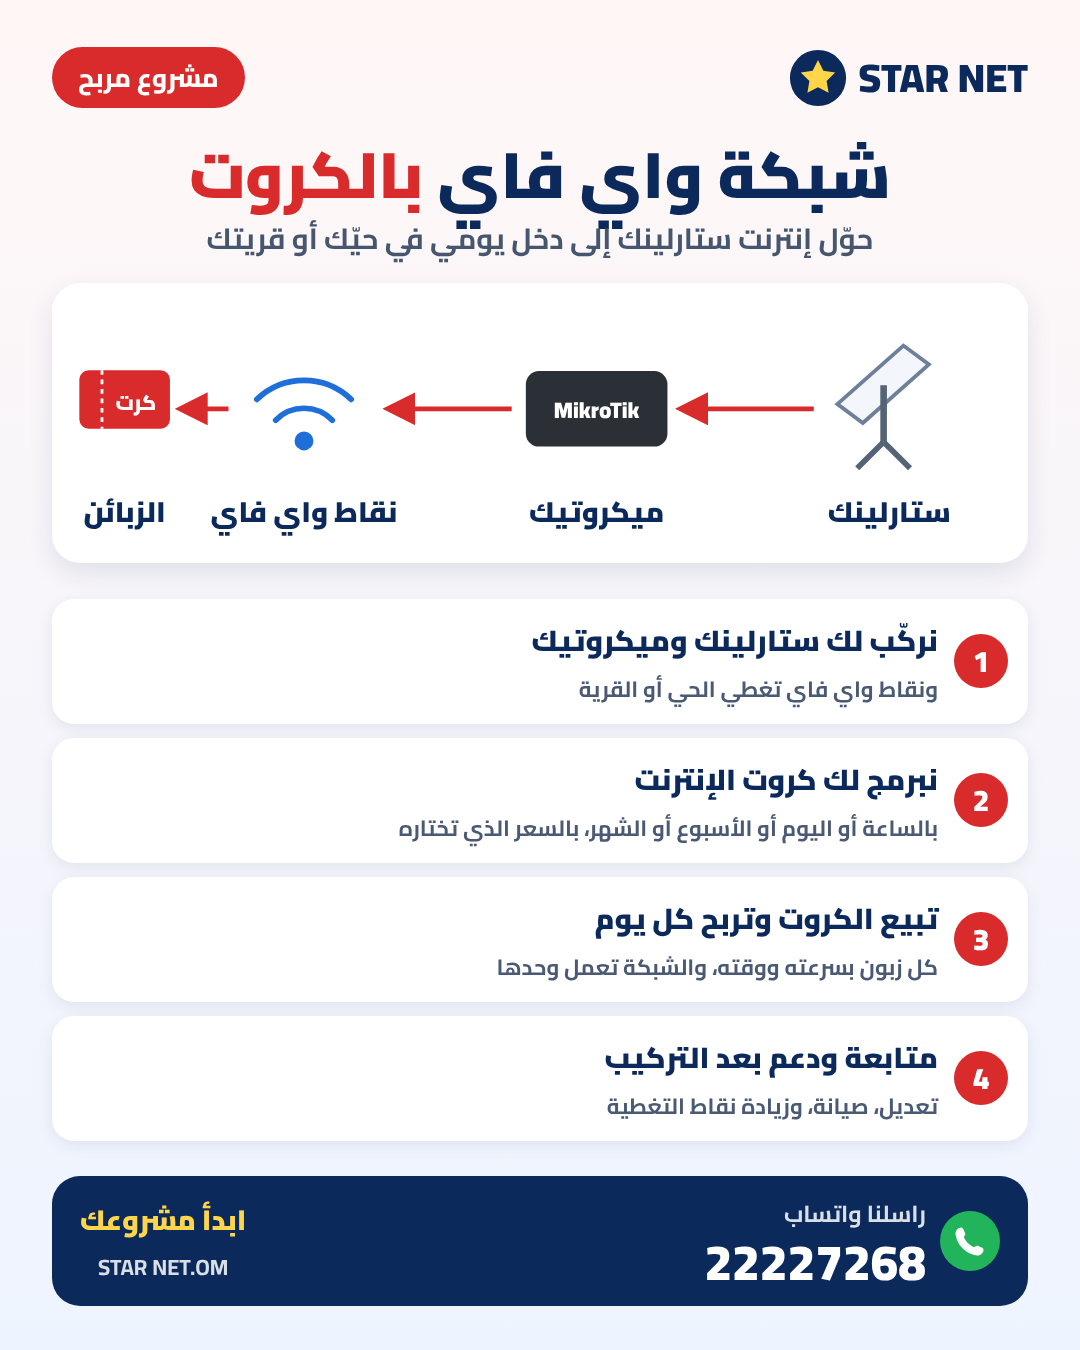 STAR NET
مشروع مربح
شبكة واي فاي بالكروت
حوّل إنترنت ستارلينك إلى دخل يومي في حيّك أو قريتك
MikroTik
كرت
ستارلينك
ميكروتيك
نقاط واي فاي
الزبائن
1
نركّب لك ستارلينك وميكروتيك
ونقاط واي فاي تغطي الحي أو القرية
2
نبرمج لك كروت الإنترنت
بالساعة أو اليوم أو الأسبوع أو الشهر، بالسعر الذي تختاره
3
تبيع الكروت وتربح كل يوم
كل زبون بسرعته ووقته، والشبكة تعمل وحدها
4
متابعة ودعم بعد التركيب
تعديل، صيانة، وزيادة نقاط التغطية
راسلنا واتساب
22227268
ابدأ مشروعك
STAR NET.OM